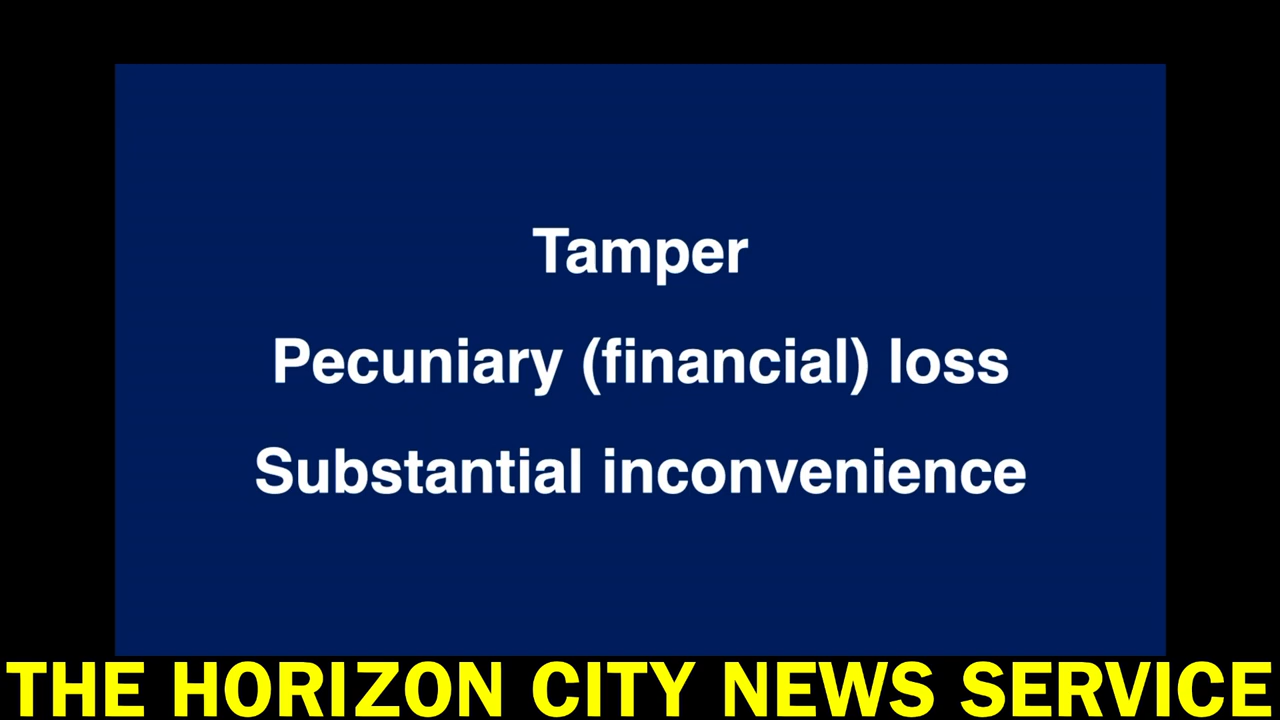 Tamper
Pecuniary (financial) loss
Substantial inconvenience
THE HORIZON CITY NEWS SERVICE